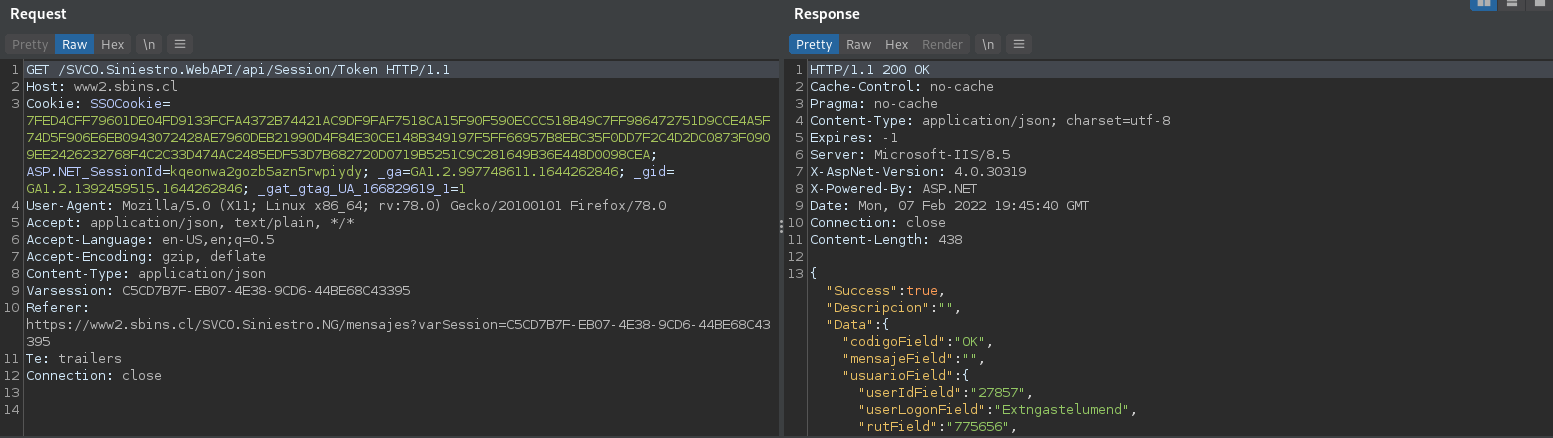 Request
Pretty Raw Hex \n
1 GET /SVCO.Siniestro.WebAPI/api/Session/Token HTTP/1.1
2 Host: www2.sbins.cl
3 Cookie: SSOCookie=
7FED4CFF79601DE04FD9133FCFA4372B74421AC9DF9FAF7518CA15F90F590ECCC518B49C7FF986472751D9CCE4A5F
74D5F906E6EB0943072428AE7960DEB21990D4F84E30CE148B349197F5FF66957B8EBC35F0DD7F2C4D2DC0873F090
9EE2426232768F4C2C33D474AC2485EDF53D7B682720D0719B5251C9C281649B36E448D0098CEA;
ASP.NET_SessionId=kqeonwa2gozb5azn5rwpiydy; _ga=GA1.2.997748611.1644262846; _gid=
GA1.2.1392459515.1644262846; _gat_gtag_UA_166829619_1=1
4 User-Agent: Mozilla/5.0 (X11; Linux x86_64; rv:78.0) Gecko/20100101 Firefox/78.0
5 Accept: application/json, text/plain, */*
6 Accept-Language: en-US,en;q=0.5
7 Accept-Encoding: gzip, deflate
8 Content-Type: application/json
9 Varsession: C5CD7B7F-EB07-4E38-9CD6-44BE68C43395
10 Referer:
https://www2.sbins.cl/SVCO.Siniestro.NG/mensajes?varSession=C5CD7B7F-EB07-4E38-9CD6-44BE68C43
395
11 Te: trailers
12 Connection: close
13
14
Response
Pretty Raw Hex Render \n
1 HTTP/1.1 200 OK
2 Cache-Control: no-cache
3 Pragma: no-cache
4 Content-Type: application/json; charset=utf-8
5 Expires: -1
6 Server: Microsoft-IIS/8.5
7 X-AspNet-Version: 4.0.30319
8 X-Powered-By: ASP.NET
9 Date: Mon, 07 Feb 2022 19:45:40 GMT
10 Connection: close
11 Content-Length: 438
12
13 {
"Success":true,
"Descripcion":"",
"Data":{
"codigoField":"OK",
"mensajeField":"",
"usuarioField":{
"userIdField":"27857",
"userLogonField":"Extngastelumend",
"rutField":"775656",